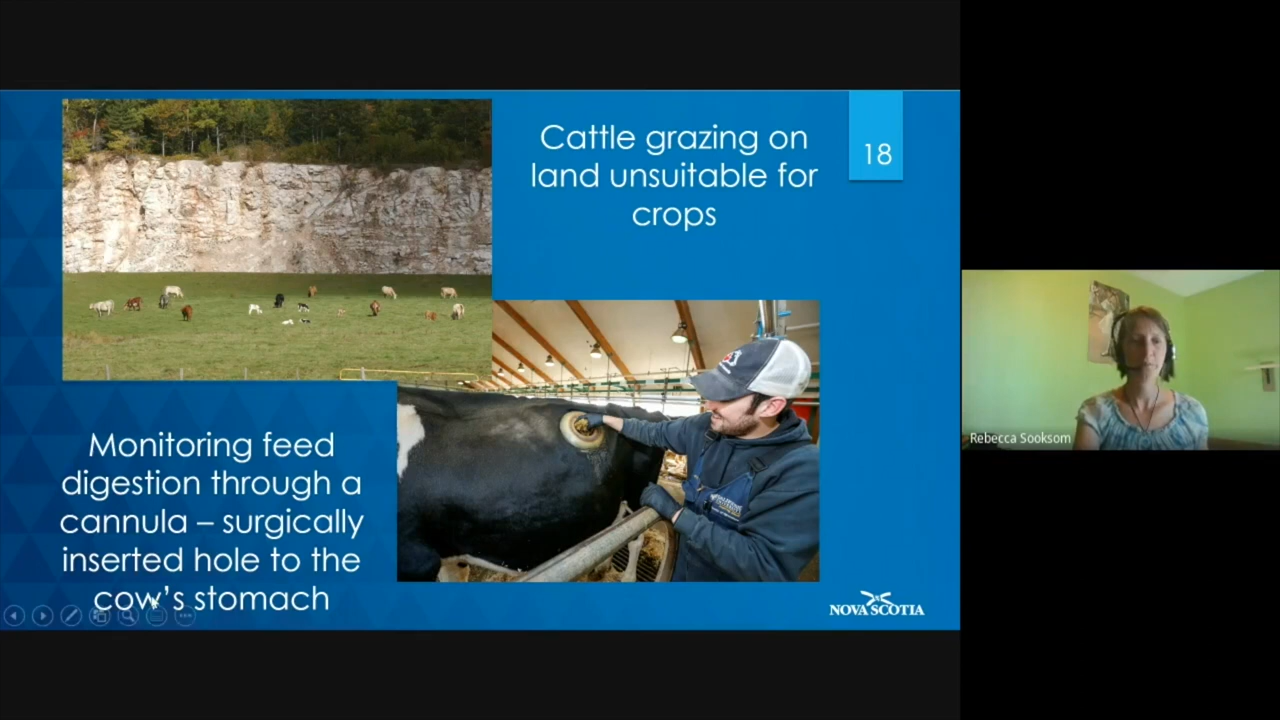 Cattle grazing on
land unsuitable for
crops
18
Monitoring feed
digestion through a
cannula – surgically
inserted hole to the
cow's stomach
NOVA SCOTIA
Rebecca Sooksom